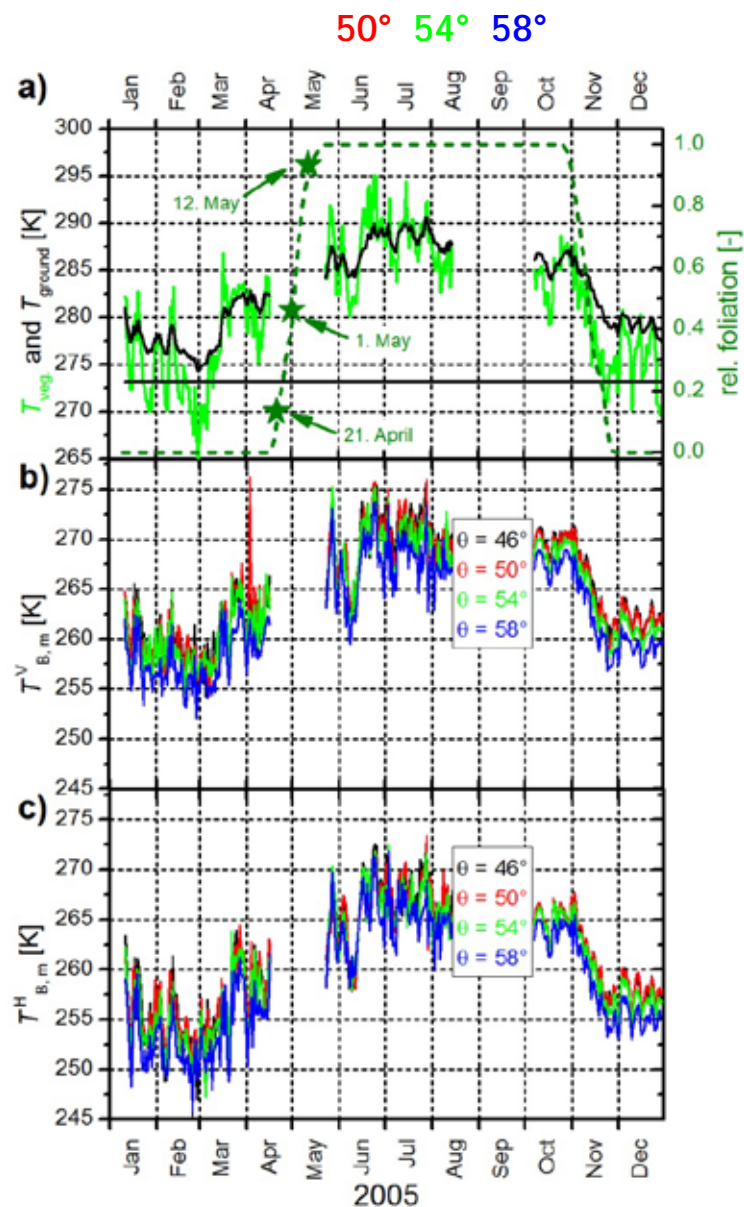 50° 54° 58°
a)
Jan Feb Mar Apr May Jun Jul Aug Sep Oct Nov Dec
300
295
290
285
280
275
270
265
T veg. and T ground [K]
1.0
0.8
0.6
0.4
0.2
0.0
rel. foliation [-]
12. May
1. May
21. April
b)
275
270
265
260
255
250
245
T V B, m [K]
θ = 46°
θ = 50°
θ = 54°
θ = 58°
c)
275
270
265
260
255
250
245
T H B, m [K]
θ = 46°
θ = 50°
θ = 54°
θ = 58°
Jan Feb Mar Apr May Jun Jul Aug Sep Oct Nov Dec
2005